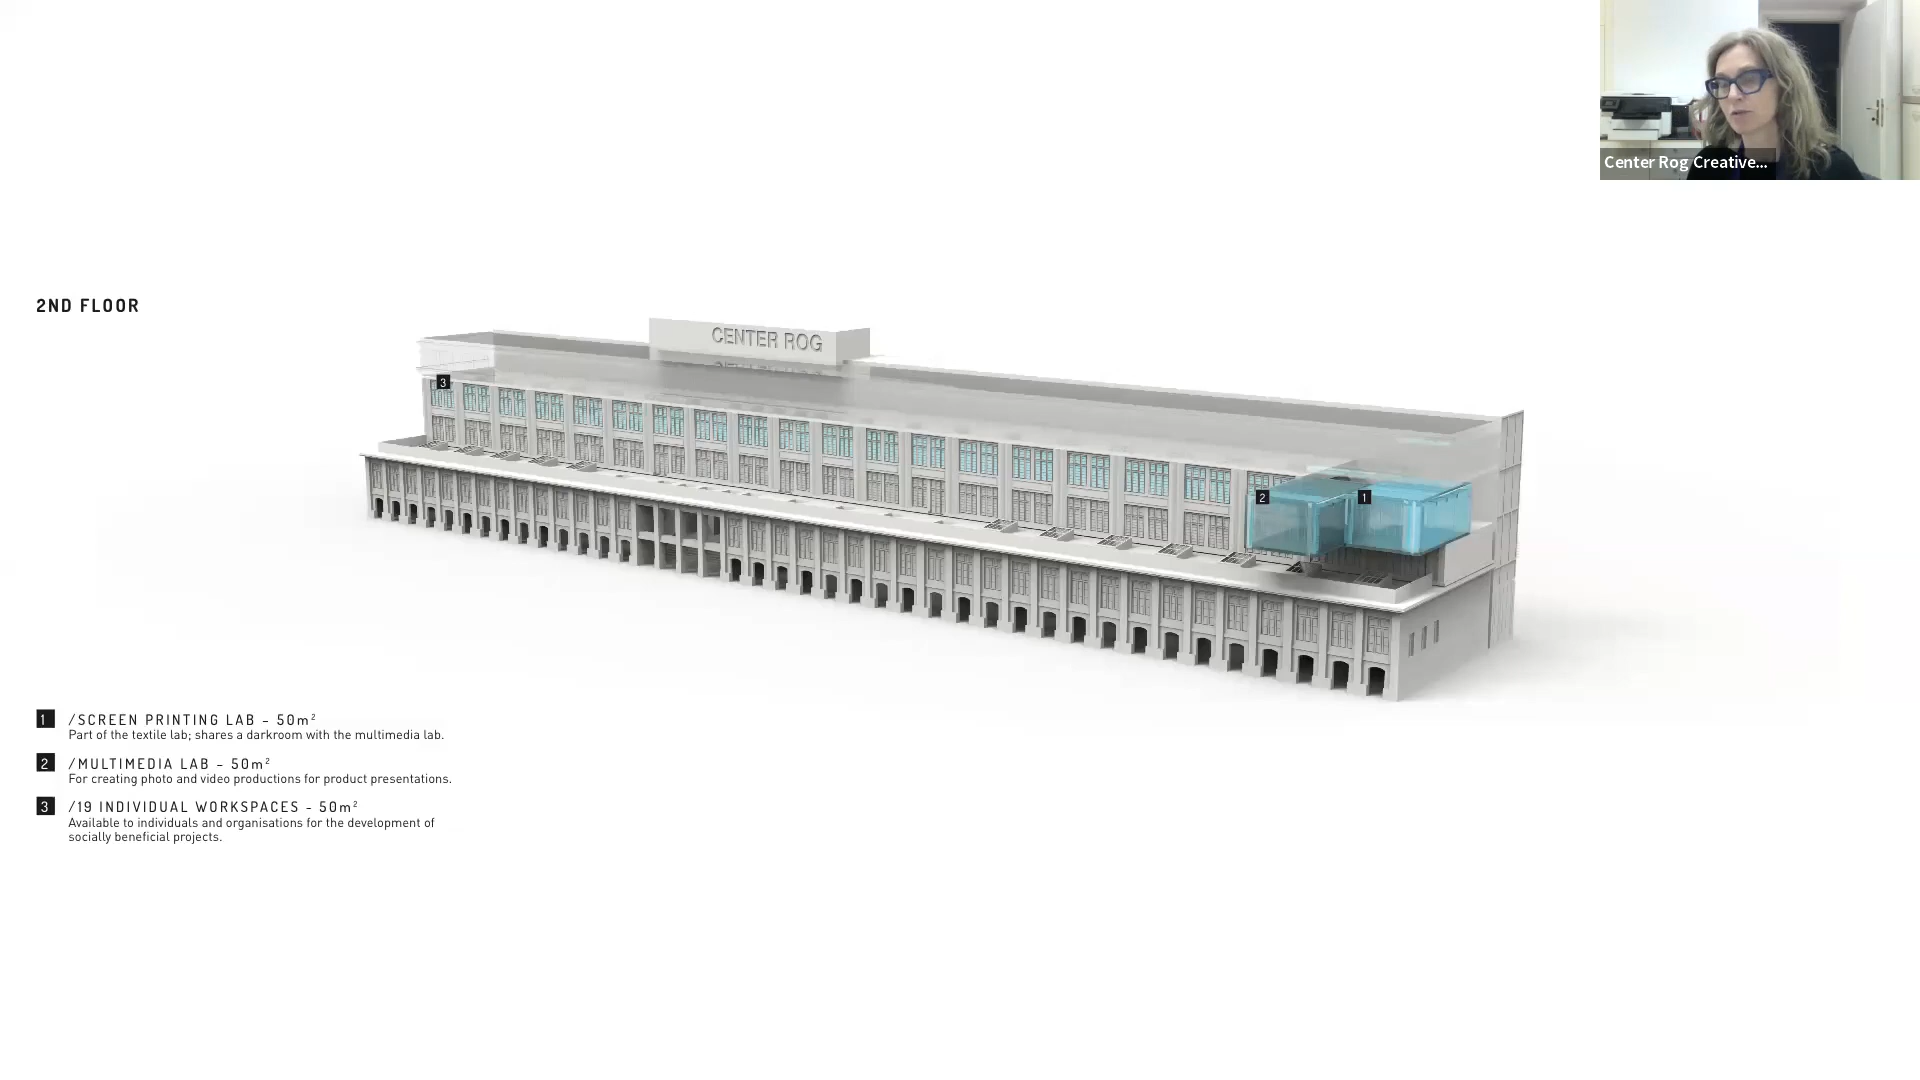 Center Rog Creative...
2ND FLOOR
CENTER ROG
3
2
1
1 /SCREEN PRINTING LAB – 50m²
Part of the textile lab; shares a darkroom with the multimedia lab.
2 /MULTIMEDIA LAB – 50m²
For creating photo and video productions for product presentations.
3 /19 INDIVIDUAL WORKSPACES - 50m²
Available to individuals and organisations for the development of
socially beneficial projects.